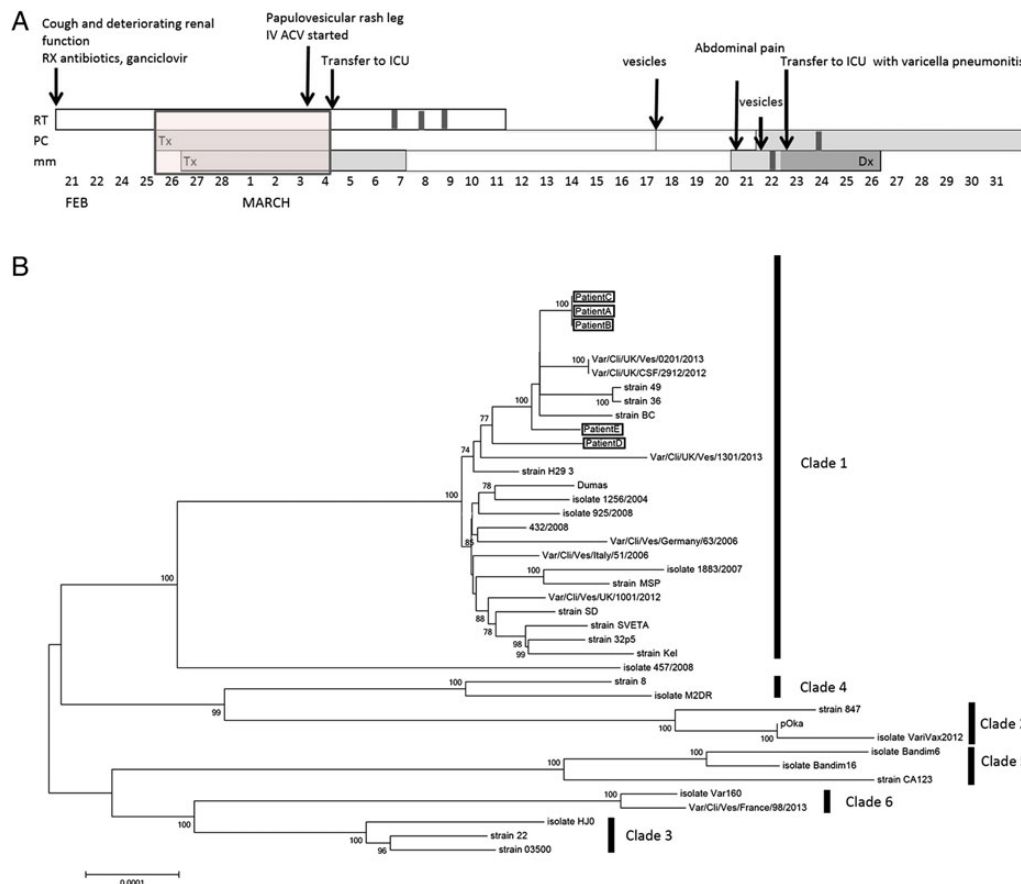 A
Cough and deteriorating renal
function
RX antibiotics, ganciclovir
Papulovesicular rash leg
IV ACV started
Transfer to ICU
vesicles
Abdominal pain
vesicles
Transfer to ICU with varicella pneumonitis
RT
PC Tx
mm Tx Dx
21 22 24 25 26 27 28 1 2 3 4 5 6 7 8 9 10 11 12 13 14 15 16 17 18 19 20 21 22 23 24 25 26 27 28 29 30 31
FEB MARCH
B
100 PatientC
PatientA
PatientB
100 Var/Cli/UK/Ves/0201/2013
Var/Cli/UK/CSF/2912/2012
strain 49
100 strain 36
100
strain BC
77
PatientE
PatientD
74
Var/Cli/UK/Ves/1301/2013
Clade 1
strain H29 3
100
78 Dumas
isolate 1256/2004
isolate 925/2008
432/2008
85
Var/Cli/Ves/Germany/63/2006
Var/Cli/Ves/Italy/51/2006
100 isolate 1883/2007
100 strain MSP
Var/Cli/Ves/UK/1001/2012
88 strain SD
78 strain SVETA
98 strain 32p5
99 strain Kel
isolate 457/2008
100 strain 8
Clade 4
isolate M2DR
99
strain 847
pOka
Clade
100 isolate VariVax2012
isolate Bandim6
100
isolate Bandim16
Clade
100
strain CA123
100 isolate Var160
Clade 6
Var/Cli/Ves/France/98/2013
100
isolate HJ0
100 strain 22
Clade 3
96 strain 03500
0.0001